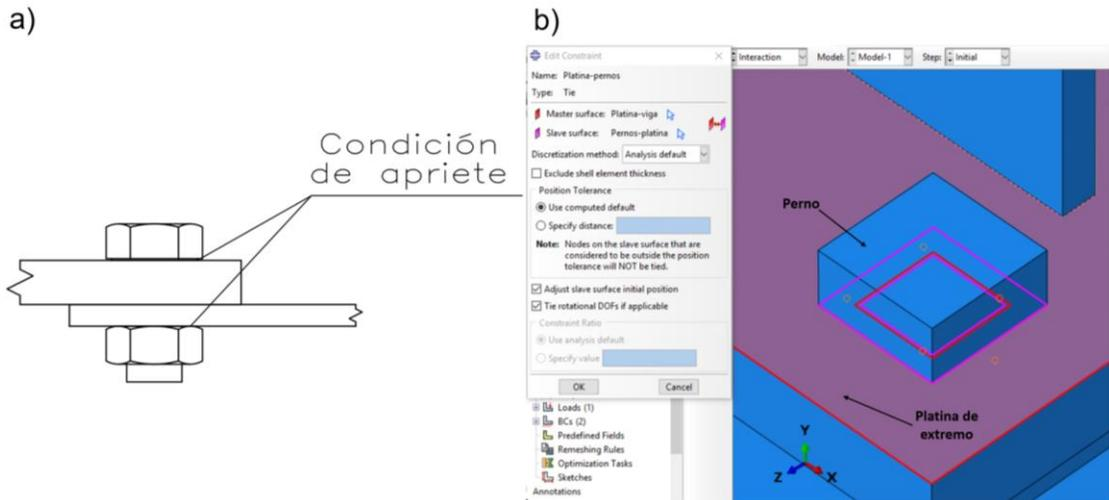 a)
Condición
de apriete
b)
Edit Constraint
Name: Platina-pernos
Type: Tie
Master surface: Platina-viga
Slave surface: Pernos-platina
Discretization method: Analysis default
Exclude shell element thickness
Position Tolerance
Use computed default
Specify distance:
Note: Nodes on the slave surface that are
considered to be outside the position
tolerance will NOT be tied.
Adjust slave surface initial position
Tie rotational DOFs if applicable
Constraint Ratio
Use analysis default
Specify value
OK Cancel
Loads (1)
BCs (2)
Predefined Fields
Remeshing Rules
Optimization Tasks
Sketches
Annotations
Interaction Model: Model-1 Step: Initial
Perno
Platina de
extremo
Y
Z X